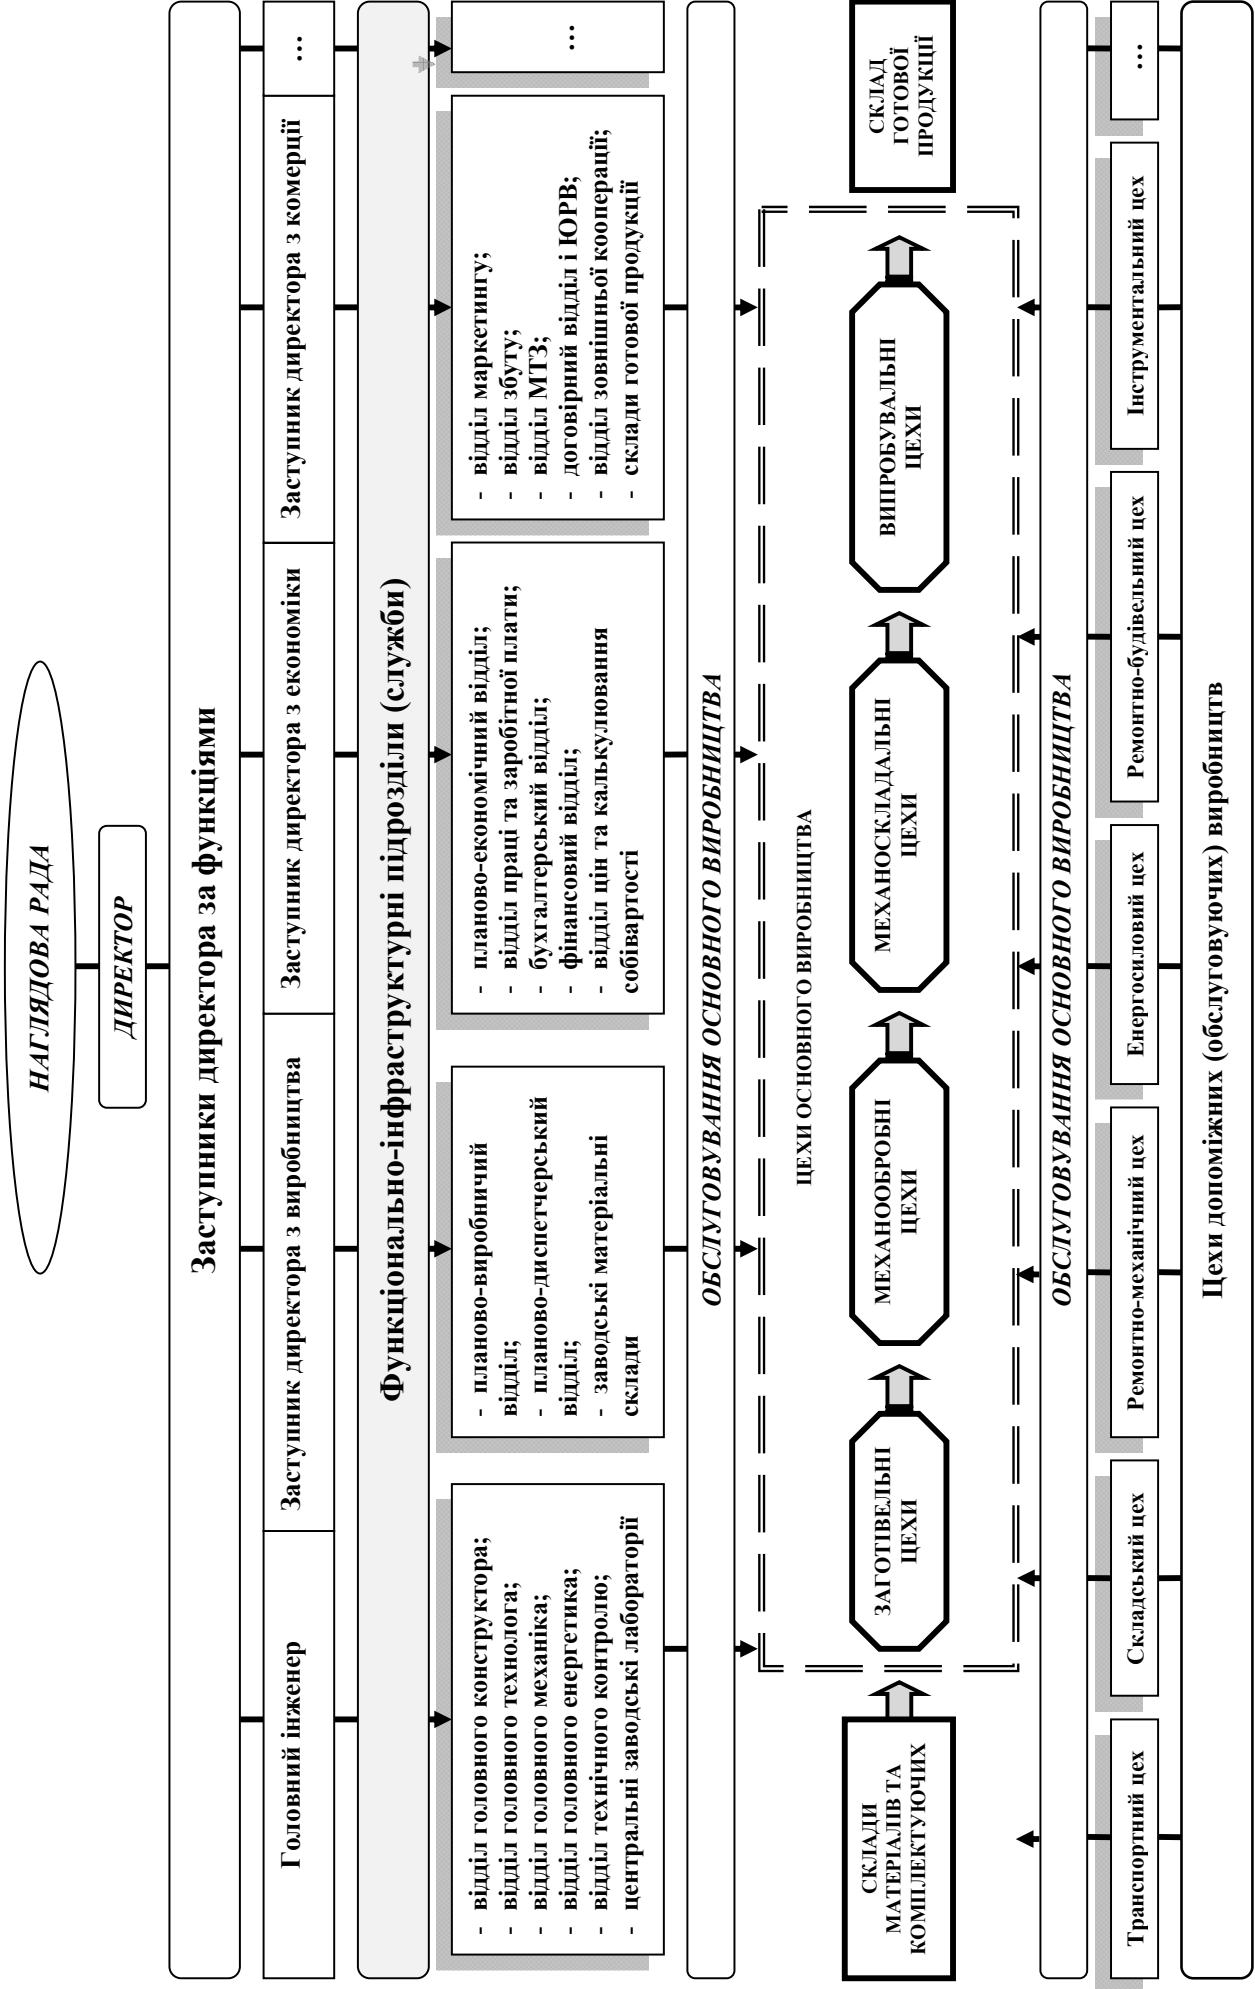 НАГЛЯДОВА РАДА
ДИРЕКТОР
Заступники директора за функціями
Головний інженер
Заступник директора з виробництва
Заступник директора з економіки
Заступник директора з комерції
…
Функціонально-інфраструктурні підрозділи (служби)
- відділ головного конструктора;
- відділ головного технолога;
- відділ головного механіка;
- відділ головного енергетика;
- відділ технічного контролю;
- центральні заводські лабораторії
- планово-виробничий
відділ;
- планово-диспетчерський
відділ;
- заводські матеріальні
склади
- планово-економічний відділ;
- відділ праці та заробітної плати;
- бухгалтерський відділ;
- фінансовий відділ;
- відділ цін та калькулювання
собівартості
- відділ маркетингу;
- відділ збуту;
- відділ МТЗ;
- договірний відділ і ЮРВ;
- відділ зовнішньої кооперації;
- склади готової продукції
…
ОБСЛУГОВУВАННЯ ОСНОВНОГО ВИРОБНИЦТВА
ЦЕХИ ОСНОВНОГО ВИРОБНИЦТВА
СКЛАДИ
МАТЕРІАЛІВ ТА
КОМПЛЕКТУЮЧИХ
ЗАГОТІВЕЛЬНІ
ЦЕХИ
МЕХАНООБРОБНІ
ЦЕХИ
МЕХАНОСКЛАДАЛЬНІ
ЦЕХИ
ВИПРОБУВАЛЬНІ
ЦЕХИ
СКЛАД
ГОТОВОЇ
ПРОДУКЦІЇ
ОБСЛУГОВУВАННЯ ОСНОВНОГО ВИРОБНИЦТВА
Транспортний цех
Складський цех
Ремонтно-механічний цех
Енергосиловий цех
Ремонтно-будівельний цех
Інструментальний цех
…
Цехи допоміжних (обслуговуючих) виробництв